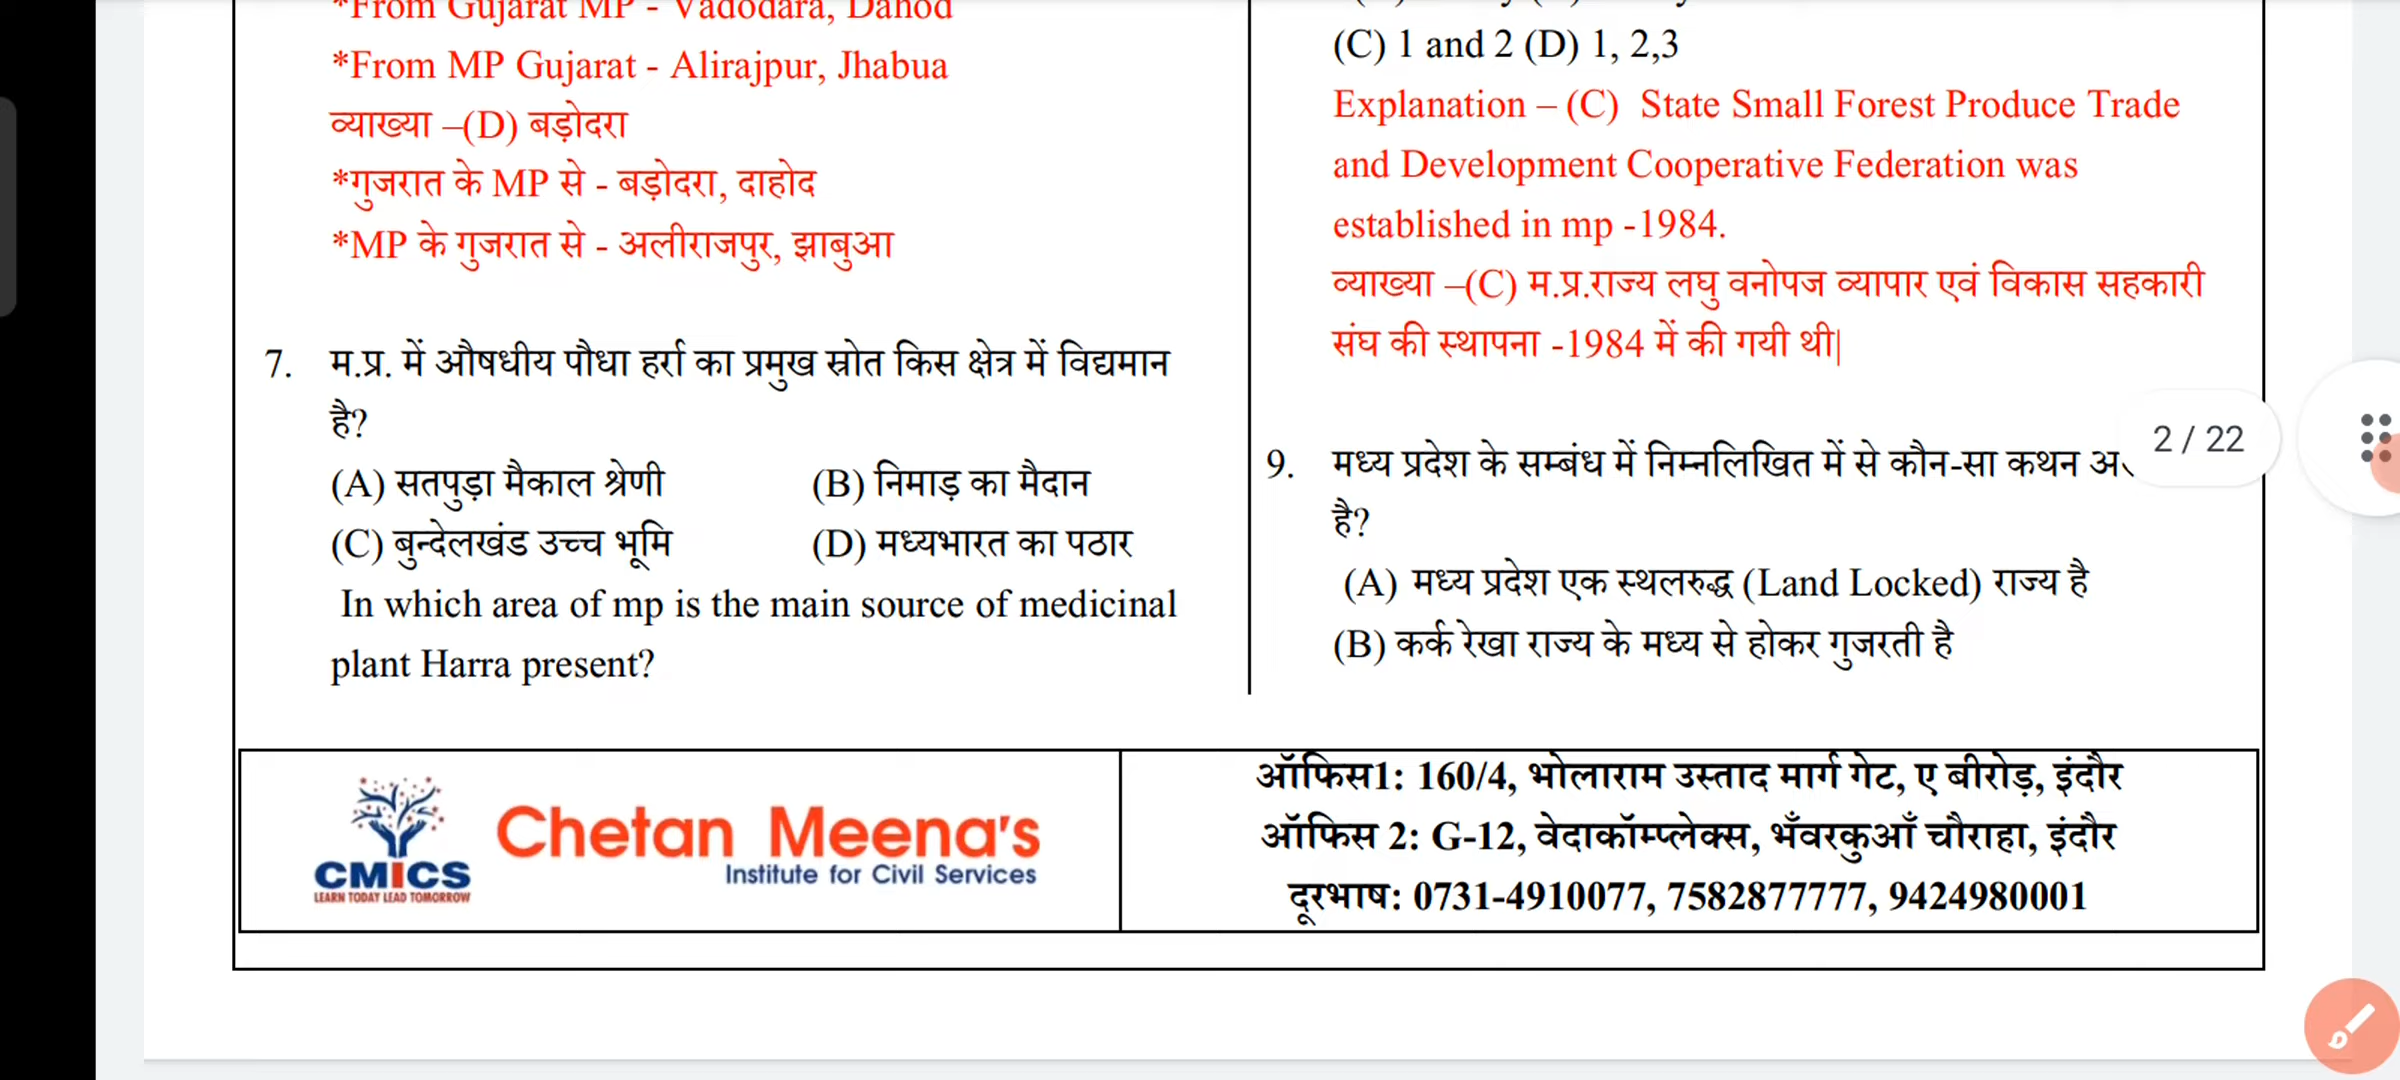 *From Gujarat MP - Vadodara, Dahod
*From MP Gujarat - Alirajpur, Jhabua
व्याख्या –(D) बड़ोदरा
*गुजरात के MP से - बड़ोदरा, दाहोद
*MP के गुजरात से - अलीराजपुर, झाबुआ
7. म.प्र. में औषधीय पौधा हर्रा का प्रमुख स्रोत किस क्षेत्र में विद्यमान
है?
(A) सतपुड़ा मैकाल श्रेणी (B) निमाड़ का मैदान
(C) बुन्देलखंड उच्च भूमि (D) मध्यभारत का पठार
In which area of mp is the main source of medicinal
plant Harra present?
(C) 1 and 2 (D) 1, 2,3
Explanation – (C) State Small Forest Produce Trade
and Development Cooperative Federation was
established in mp -1984.
व्याख्या –(C) म.प्र.राज्य लघु वनोपज व्यापार एवं विकास सहकारी
संघ की स्थापना -1984 में की गयी थी|
9. मध्य प्रदेश के सम्बंध में निम्नलिखित में से कौन-सा कथन
है?
(A) मध्य प्रदेश एक स्थलरुद्ध (Land Locked) राज्य है
(B) कर्क रेखा राज्य के मध्य से होकर गुजरती है
2 / 22
CMICS
LEARN TODAY LEAD TOMORROW
Chetan Meena's
Institute for Civil Services
ऑफिस1: 160/4, भोलाराम उस्ताद मार्ग गेट, ए बीरोड़, इंदौर
ऑफिस 2: G-12, वेदाकॉम्प्लेक्स, भँवरकुआँ चौराहा, इंदौर
दूरभाष: 0731-4910077, 7582877777, 9424980001